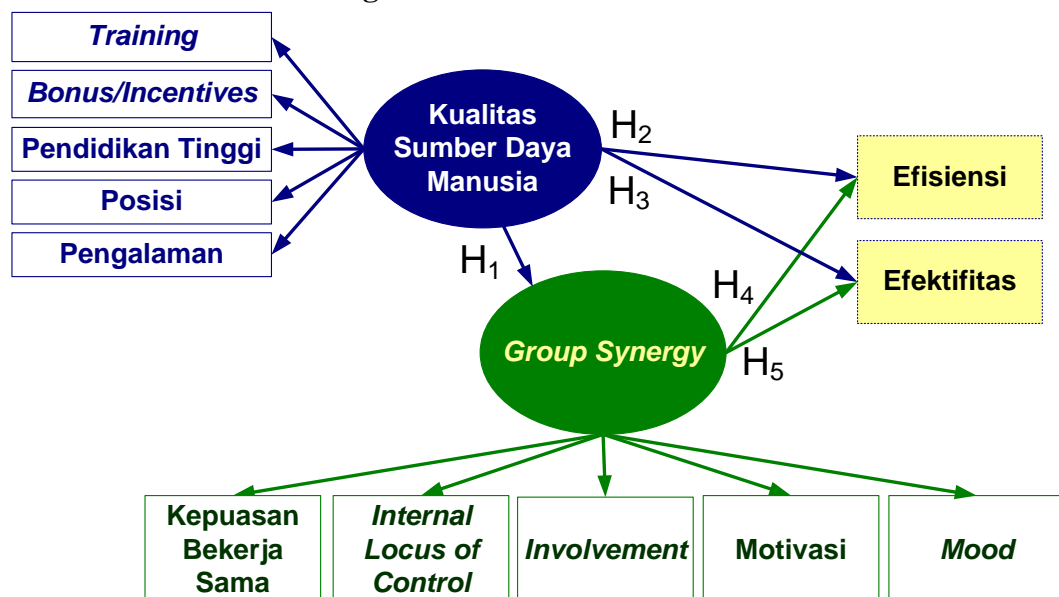 Training
Bonus/Incentives
Pendidikan Tinggi
Posisi
Pengalaman
Kualitas
Sumber Daya
Manusia
H2
H3
H1
Efisiensi
Efektifitas
H4
H5
Group Synergy
Kepuasan
Bekerja
Sama
Internal
Locus of
Control
Involvement
Motivasi
Mood